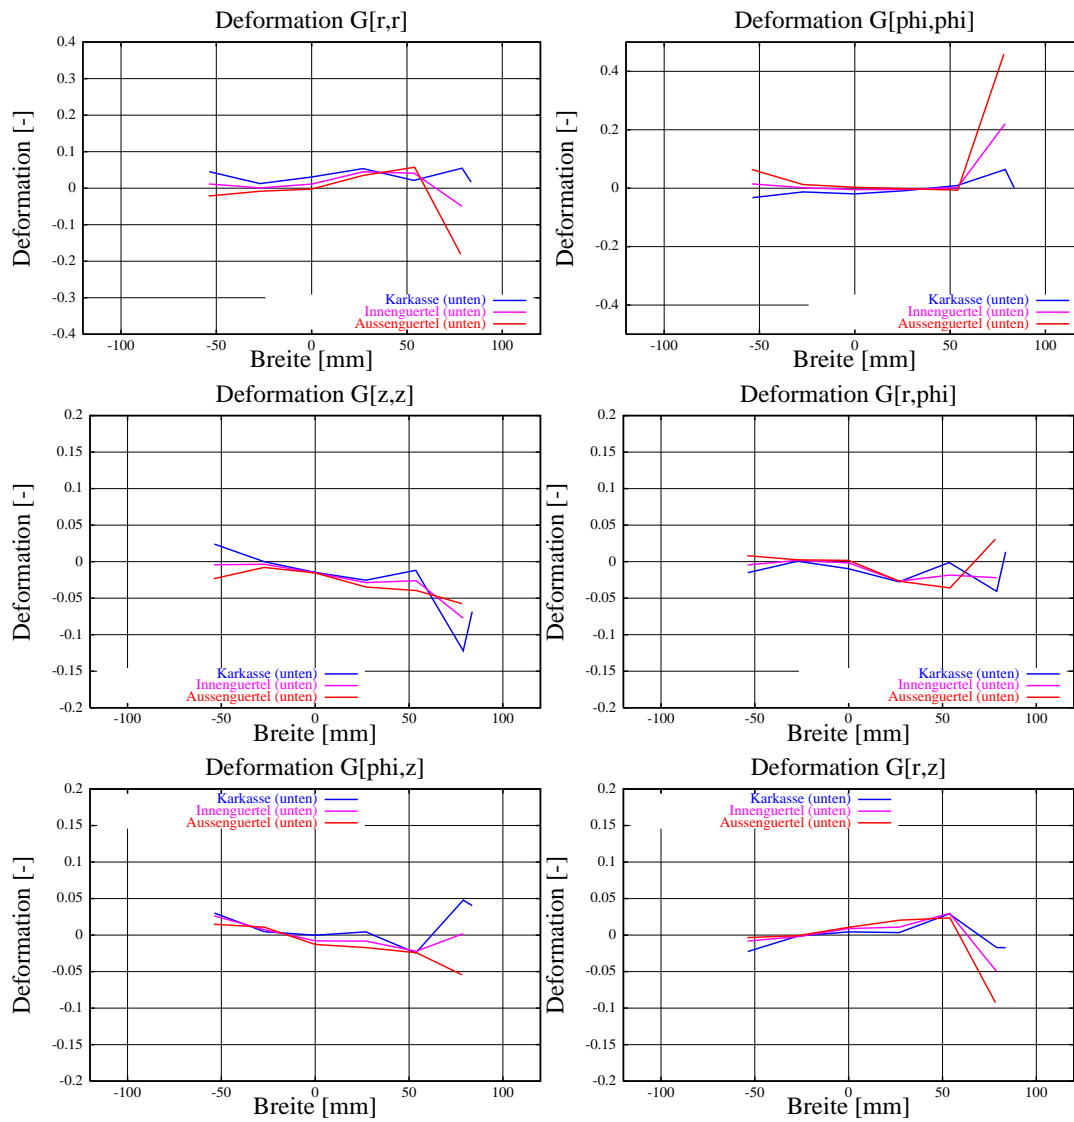 Deformation G[r,r]
Deformation [-]
0.4
0.3
0.2
0.1
0
-0.1
-0.2
-0.3
-0.4
Karkasse (unten)
Innenguertel (unten)
Aussenguertel (unten)
-100 -50 0 50 100
Breite [mm]
Deformation G[phi,phi]
Deformation [-]
0.4
0.2
0
-0.2
-0.4
Karkasse (unten)
Innenguertel (unten)
Aussenguertel (unten)
-100 -50 0 50 100
Breite [mm]
Deformation G[z,z]
Deformation [-]
0.2
0.15
0.1
0.05
0
-0.05
-0.1
-0.15
-0.2
Karkasse (unten)
Innenguertel (unten)
Aussenguertel (unten)
-100 -50 0 50 100
Breite [mm]
Deformation G[r,phi]
Deformation [-]
0.2
0.15
0.1
0.05
0
-0.05
-0.1
-0.15
-0.2
Karkasse (unten)
Innenguertel (unten)
Aussenguertel (unten)
-100 -50 0 50 100
Breite [mm]
Deformation G[phi,z]
Deformation [-]
0.2
Karkasse (unten)
Innenguertel (unten)
Aussenguertel (unten)
0.15
0.1
0.05
0
-0.05
-0.1
-0.15
-0.2
-100 -50 0 50 100
Breite [mm]
Deformation G[r,z]
Deformation [-]
0.2
Karkasse (unten)
Innenguertel (unten)
Aussenguertel (unten)
0.15
0.1
0.05
0
-0.05
-0.1
-0.15
-0.2
-100 -50 0 50 100
Breite [mm]